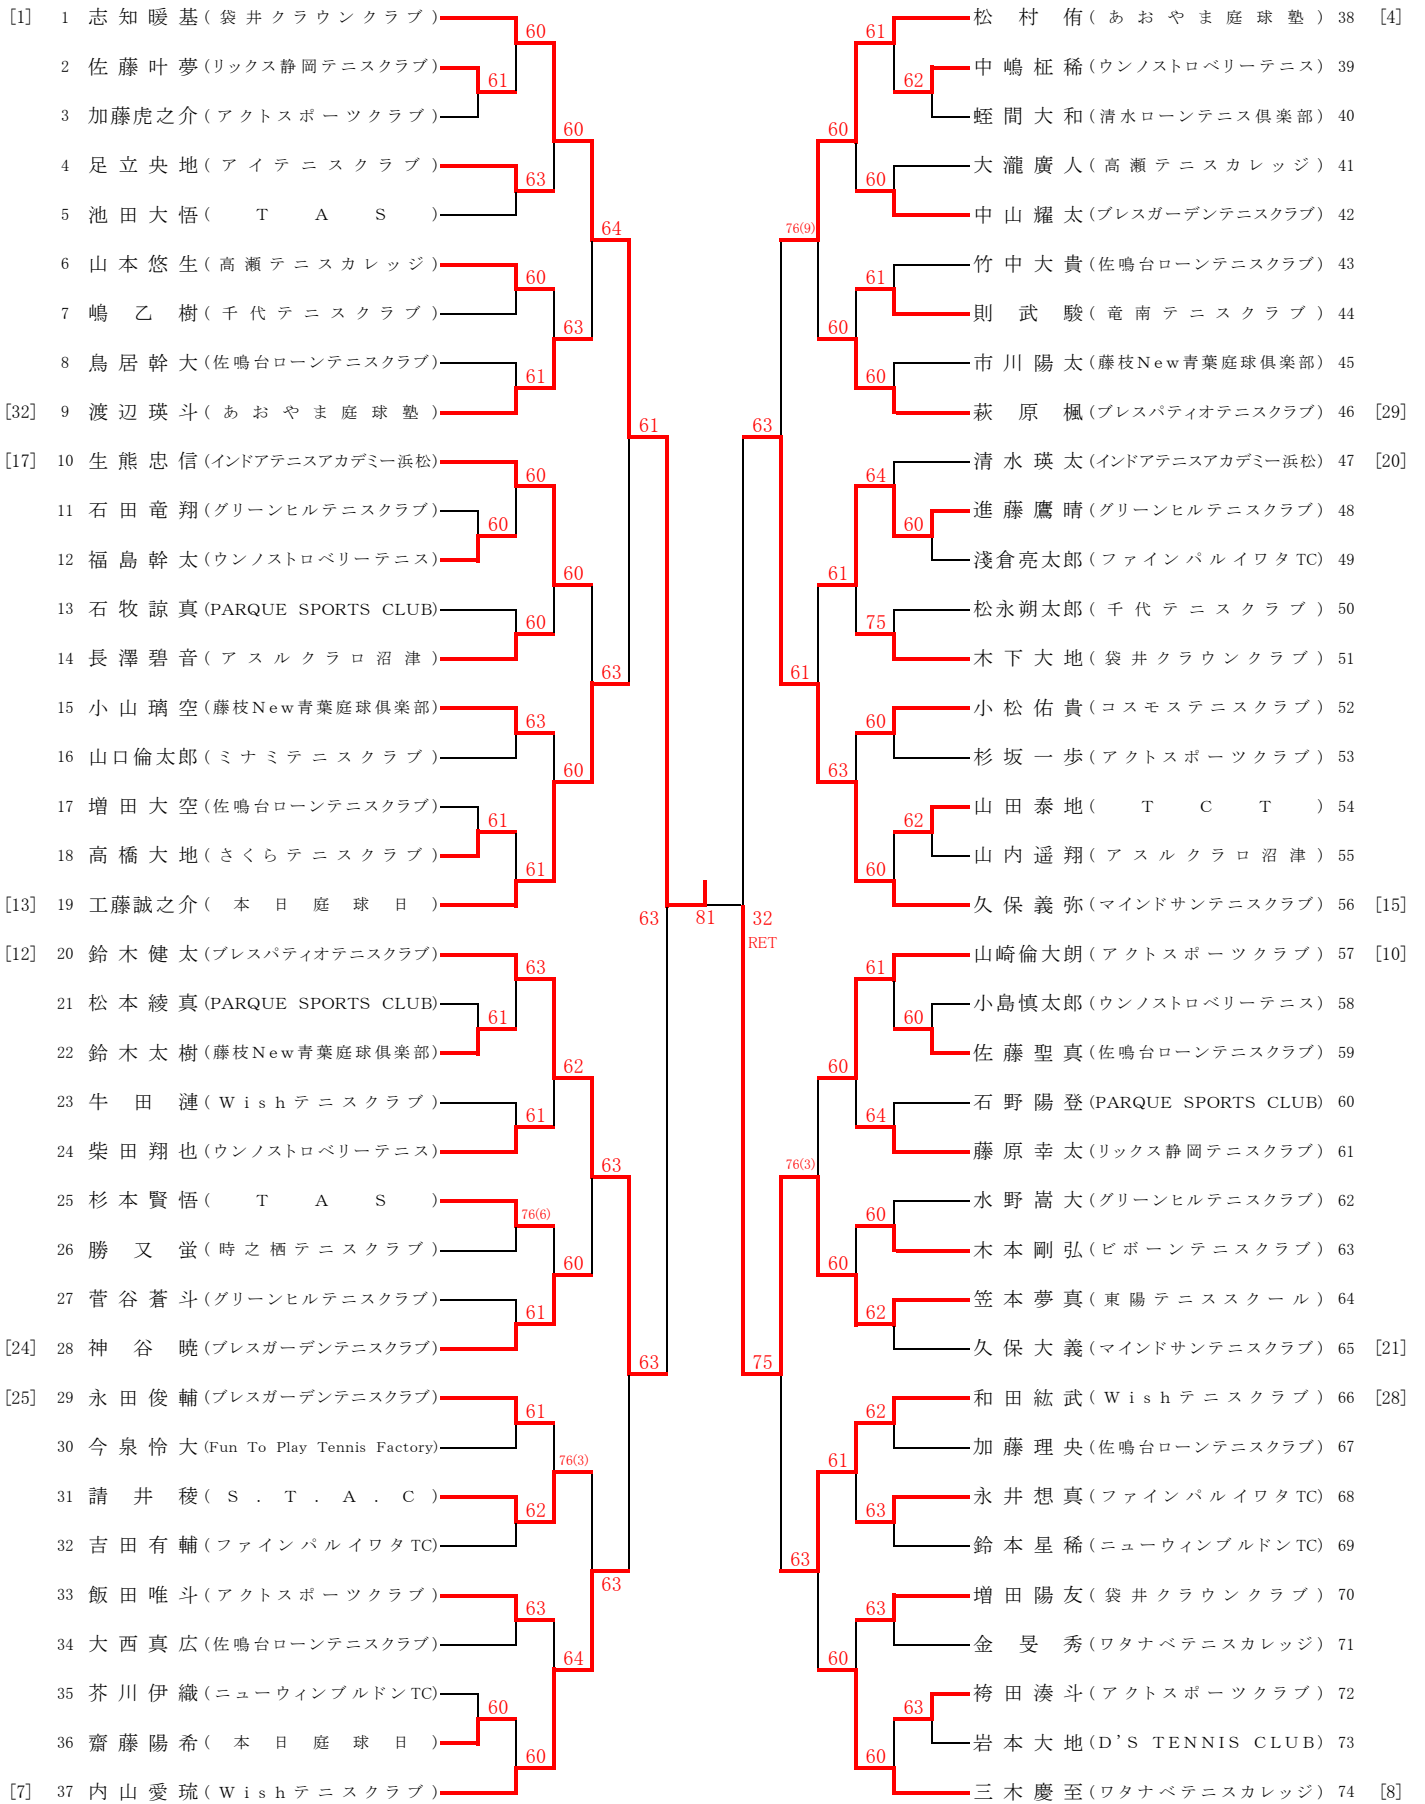 [1] 1 志知暖基(袋井クラウンクラブ)
2 佐藤叶夢(リックス静岡テニスクラブ)
3 加藤虎之介(アクトスポーツクラブ)
4 足立央地(アイテニスクラブ)
5 池田大悟(TAS)
6 山本悠生(高瀬テニスカレッジ)
7 嶋乙樹(千代テニスクラブ)
8 鳥居幹大(佐鳴台ローンテニスクラブ)
[32] 9 渡辺瑛斗(あおやま庭球塾)
[17] 10 生熊忠信(インドアテニスアカデミー浜松)
11 石田竜翔(グリーンヒルテニスクラブ)
12 福島幹太(ウンノストロベリーテニス)
13 石牧諒真(PARQUE SPORTS CLUB)
14 長澤碧音(アスルクラロ沼津)
15 小山璃空(藤枝New青葉庭球倶楽部)
16 山口倫太郎(ミナミテニスクラブ)
17 増田大空(佐鳴台ローンテニスクラブ)
18 高橋大地(さくらテニスクラブ)
[13] 19 工藤誠之介(本日庭球日)
[12] 20 鈴木健太(ブレスパティオテニスクラブ)
21 松本綾真(PARQUE SPORTS CLUB)
22 鈴木太樹(藤枝New青葉庭球倶楽部)
23 牛田漣(Wishテニスクラブ)
24 柴田翔也(ウンノストロベリーテニス)
25 杉本賢悟(TAS)
26 勝又蛍(時之栖テニスクラブ)
27 菅谷蒼斗(グリーンヒルテニスクラブ)
[24] 28 神谷暁(ブレスガーデンテニスクラブ)
[25] 29 永田俊輔(ブレスガーデンテニスクラブ)
30 今泉怜大(Fun To Play Tennis Factory)
31 請井稜(S.T.A.C)
32 吉田有輔(ファインパルイワタTC)
33 飯田唯斗(アクトスポーツクラブ)
34 大西真広(佐鳴台ローンテニスクラブ)
35 芥川伊織(ニューウィンブルドンTC)
36 齋藤陽希(本日庭球日)
[7] 37 内山愛琉(Wishテニスクラブ)
60
61
60
63
64
60
63
61
61
60
60
60
60
63
63
60
61
61
63
81
63
61
62
61
63
76(6)
60
61
63
61
76(3)
62
63
63
64
60
60
61
62
60
60
76(9)
61
60
60
63
64
60
61
75
61
60
63
62
60
32
RET
61
60
60
64
76(3)
60
60
62
75
62
61
63
63
63
60
63
60
松村侑(あおやま庭球塾) 38 [4]
中嶋柾稀(ウンノストロベリーテニス) 39
蛭間大和(清水ローンテニス倶楽部) 40
大瀧廣人(高瀬テニスカレッジ) 41
中山耀太(ブレスガーデンテニスクラブ) 42
竹中大貴(佐鳴台ローンテニスクラブ) 43
則武駿(竜南テニスクラブ) 44
市川陽太(藤枝New青葉庭球倶楽部) 45
萩原楓(ブレスパティオテニスクラブ) 46 [29]
清水瑛太(インドアテニスアカデミー浜松) 47 [20]
進藤鷹晴(グリーンヒルテニスクラブ) 48
淺倉亮太郎(ファインパルイワタTC) 49
松永朔太郎(千代テニスクラブ) 50
木下大地(袋井クラウンクラブ) 51
小松佑貴(コスモステニスクラブ) 52
杉坂一歩(アクトスポーツクラブ) 53
山田泰地(TCT) 54
山内遥翔(アスルクラロ沼津) 55
久保義弥(マインドサンテニスクラブ) 56 [15]
山崎倫大朗(アクトスポーツクラブ) 57 [10]
小島慎太郎(ウンノストロベリーテニス) 58
佐藤聖真(佐鳴台ローンテニスクラブ) 59
石野陽登(PARQUE SPORTS CLUB) 60
藤原幸太(リックス静岡テニスクラブ) 61
水野嵩大(グリーンヒルテニスクラブ) 62
木本剛弘(ビボーンテニスクラブ) 63
笠本夢真(東陽テニススクール) 64
久保大義(マインドサンテニスクラブ) 65 [21]
和田紘武(Wishテニスクラブ) 66 [28]
加藤理央(佐鳴台ローンテニスクラブ) 67
永井想真(ファインパルイワタTC) 68
鈴本星稀(ニューウィンブルドンTC) 69
増田陽友(袋井クラウンクラブ) 70
金旻秀(ワタナベテニスカレッジ) 71
袴田湊斗(アクトスポーツクラブ) 72
岩本大地(D'S TENNIS CLUB) 73
三木慶至(ワタナベテニスカレッジ) 74 [8]